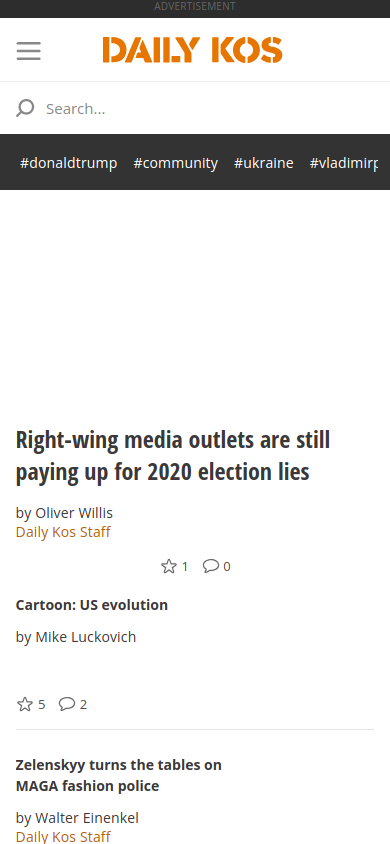 ADVERTISEMENT
DAILY KOS
Search...
#donaldtrump #community #ukraine #vladimirp
Right-wing media outlets are still
paying up for 2020 election lies
by Oliver Willis
Daily Kos Staff
1 0
Cartoon: US evolution
by Mike Luckovich
5 2
Zelenskyy turns the tables on
MAGA fashion police
by Walter Einenkel
Daily Kos Staff